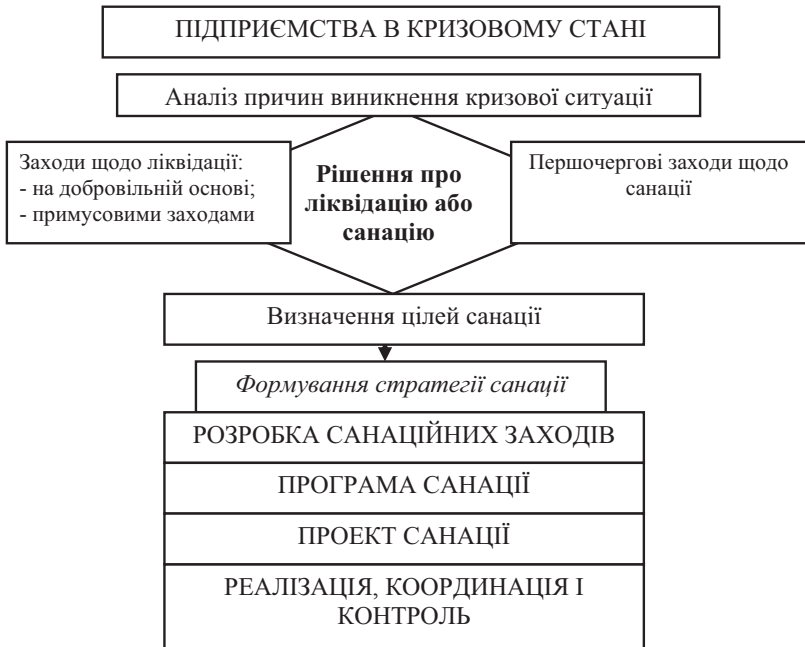 ПІДПРИЄМСТВА В КРИЗОВОМУ СТАНІ
Аналіз причин виникнення кризової ситуації
Заходи щодо ліквідації:
- на добровільній основі;
- примусовими заходами
Рішення про
ліквідацію або
санацію
Першочергові заходи щодо
санації
Визначення цілей санації
Формування стратегії санації
РОЗРОБКА САНАЦІЙНИХ ЗАХОДІВ
ПРОГРАМА САНАЦІЇ
ПРОЕКТ САНАЦІЇ
РЕАЛІЗАЦІЯ, КООРДИНАЦІЯ І
КОНТРОЛЬ